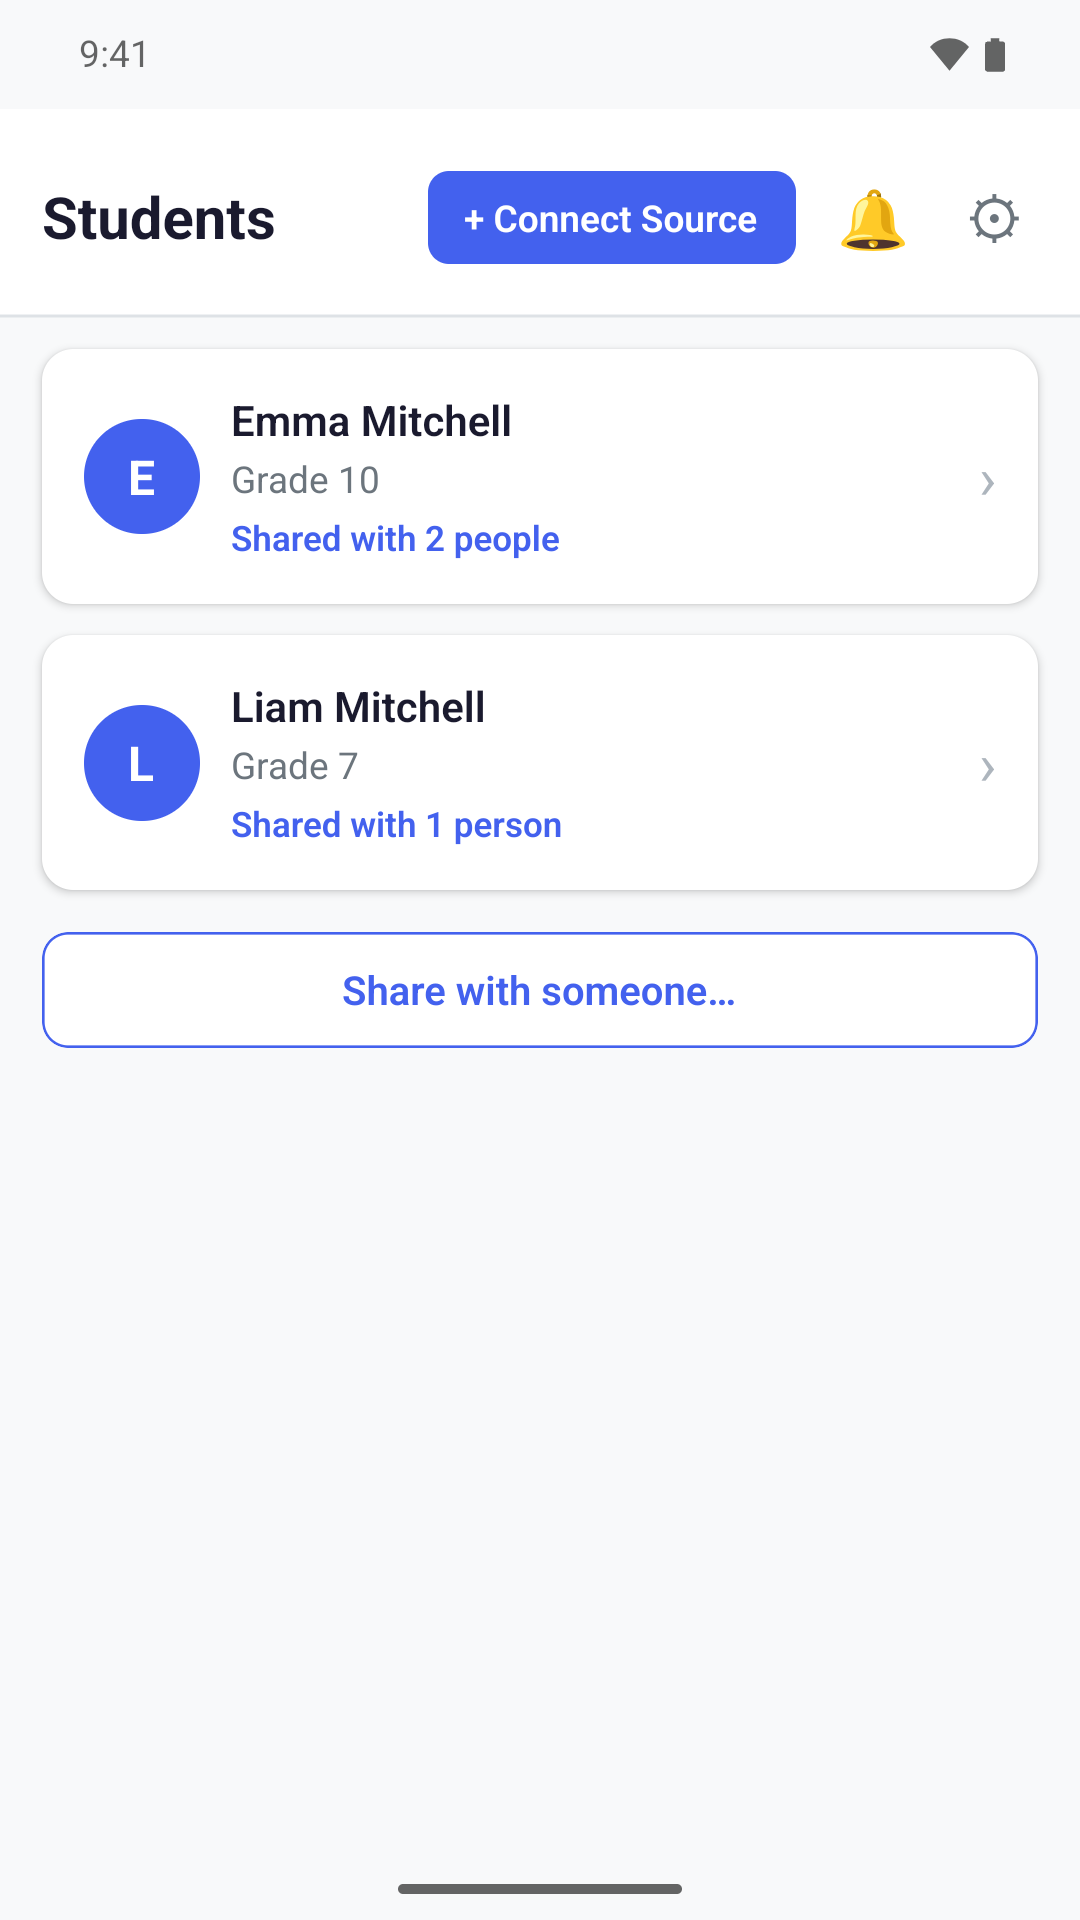 9:41
Students
+ Connect Source
Emma Mitchell
E
Grade 10
Shared with 2 people
Liam Mitchell
L
Grade 7
Shared with 1 person
Share with someone…